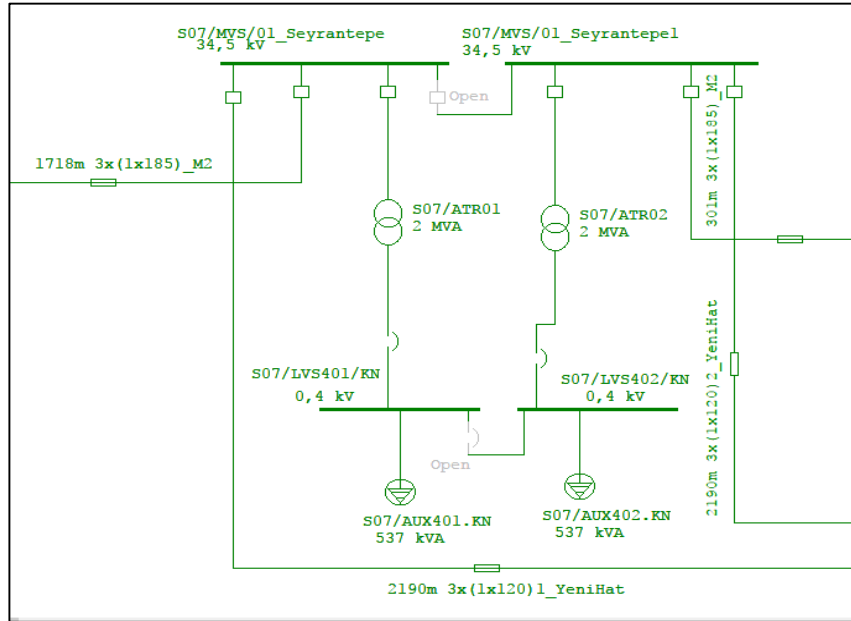 S07/MVS/01_Seyrantepe
34,5 kV
S07/MVS/01_Seyrantepe1
34,5 kV
Open
1718m 3x(1x185)_M2
301m 3x(1x185)_M2
S07/ATR01
2 MVA
S07/ATR02
2 MVA
S07/LVS401/KN
0,4 kV
S07/LVS402/KN
0,4 kV
2190m 3x(1x120)2_YeniHat
Open
S07/AUX401.KN
537 kVA
S07/AUX402.KN
537 kVA
2190m 3x(1x120)1_YeniHat